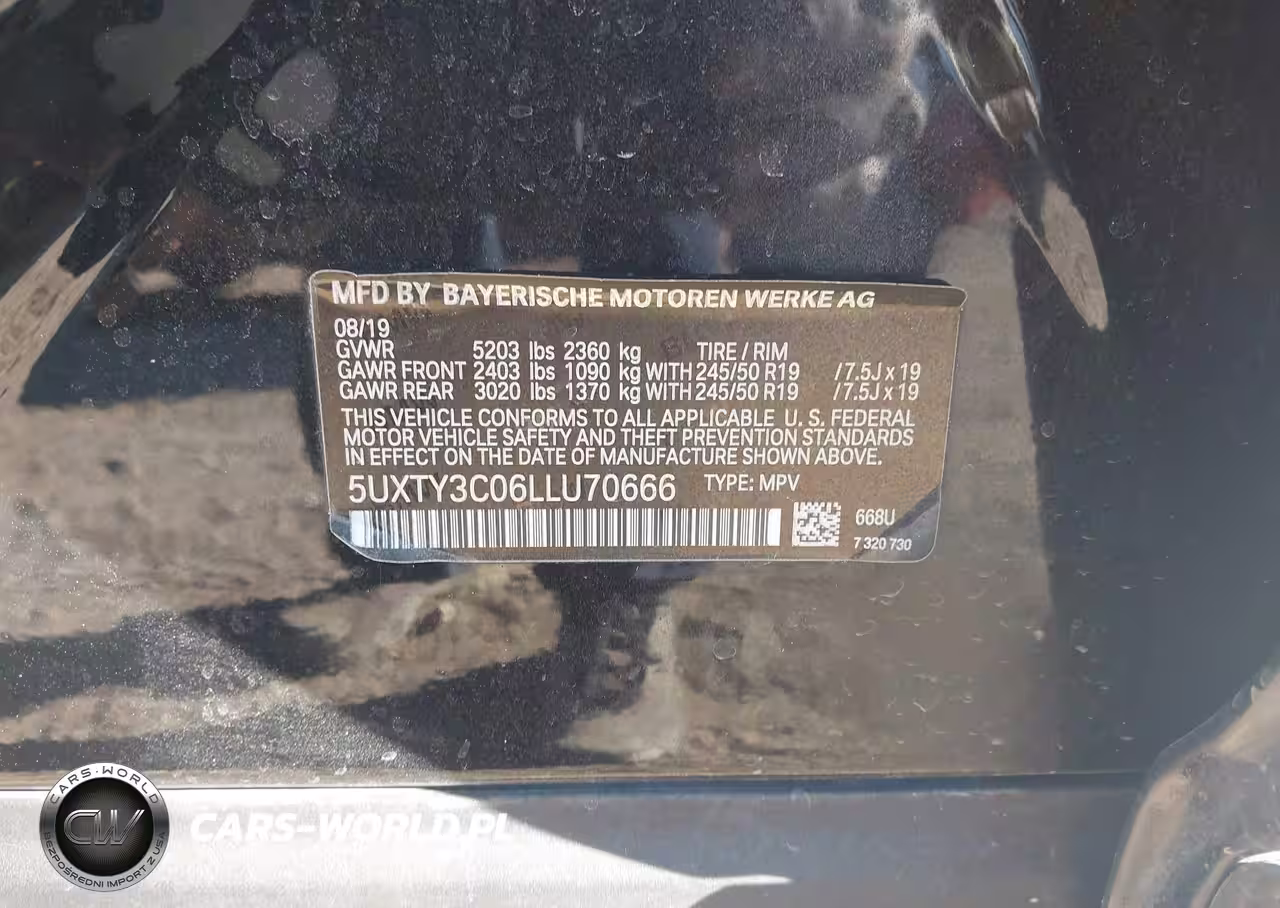 MFD BY BAYERISCHE MOTOREN WERKE AG
08/19
GVWR 5203 lbs 2360 kg TIRE / RIM
GAWR FRONT 2403 lbs 1090 kg WITH 245/50 R19 / 7.5J x 19
GAWR REAR 3020 lbs 1370 kg WITH 245/50 R19 / 7.5J x 19
THIS VEHICLE CONFORMS TO ALL APPLICABLE U. S. FEDERAL
MOTOR VEHICLE SAFETY AND THEFT PREVENTION STANDARDS
IN EFFECT ON THE DATE OF MANUFACTURE SHOWN ABOVE.
5UXTY3C06LLU70666 TYPE: MPV
668U
7 320 730
CARS-WORLD
CW
BEZPOŚREDNI IMPORT Z USA
CARS-WORLD.PL